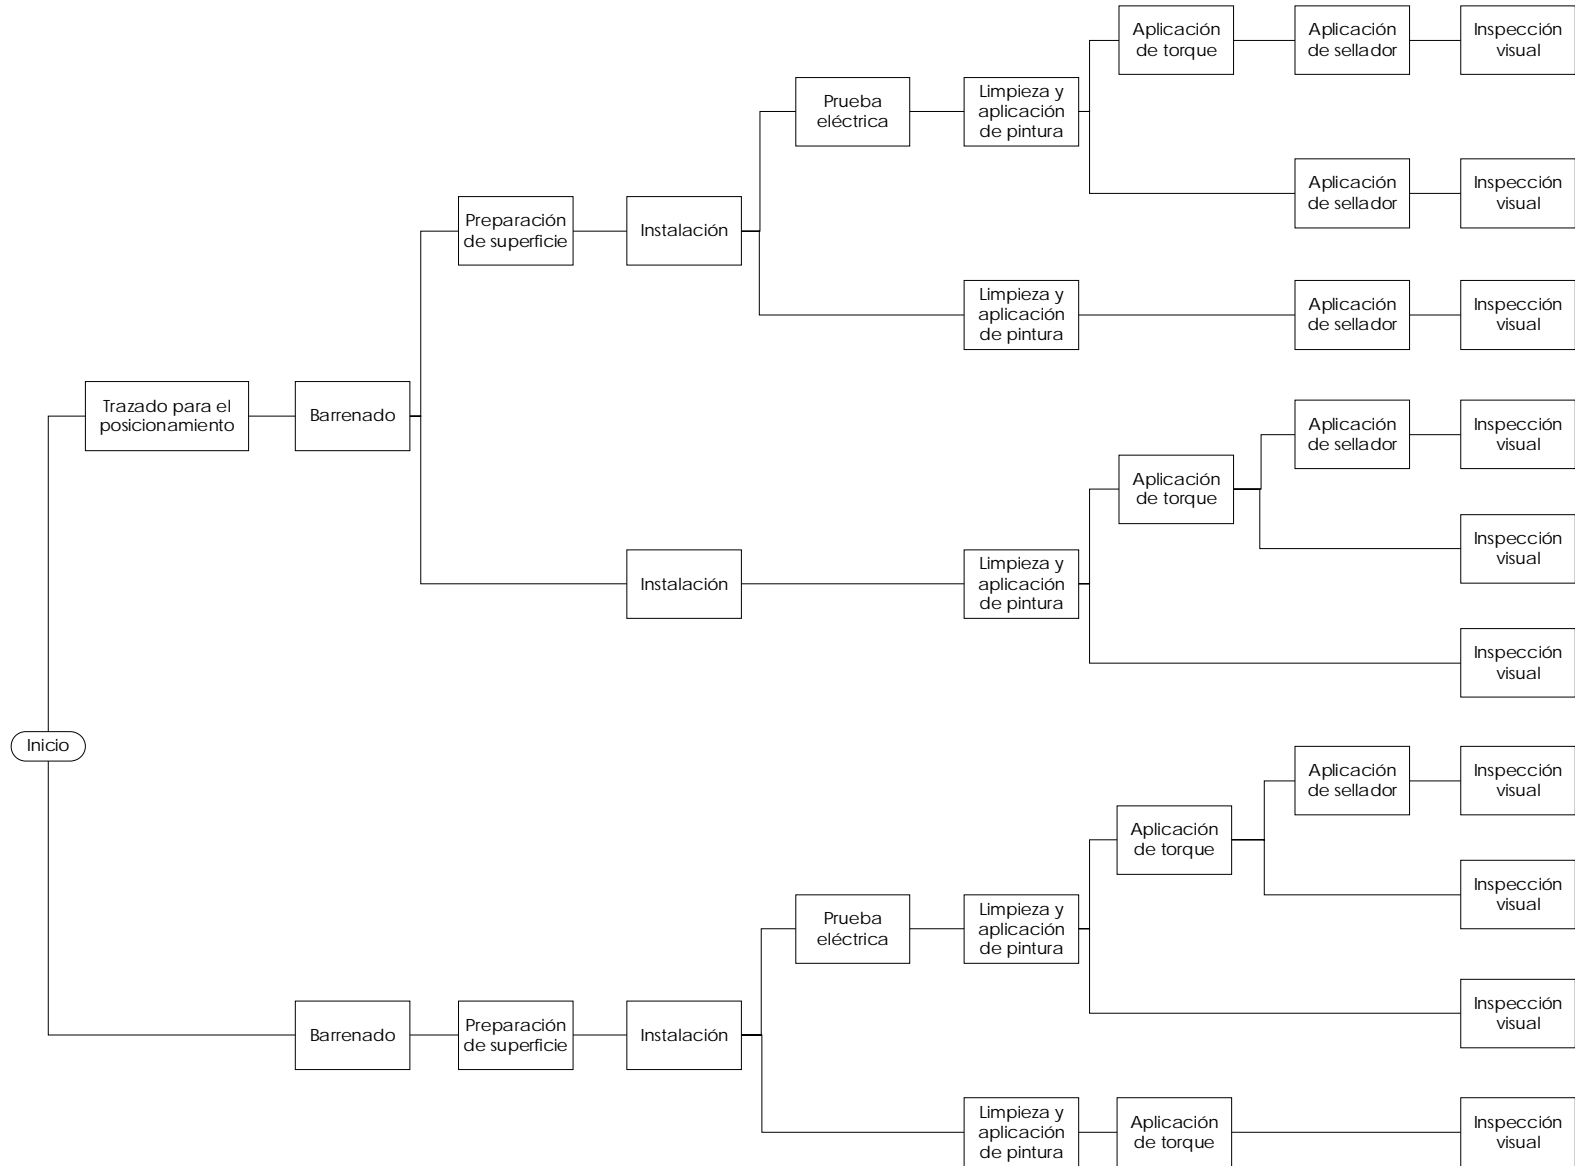 Aplicación
de torque
Aplicación
de sellador
Inspección
visual
Prueba
eléctrica
Limpieza y
aplicación
de pintura
Aplicación
de sellador
Inspección
visual
Preparación
de superficie
Instalación
Limpieza y
aplicación
de pintura
Aplicación
de sellador
Inspección
visual
Trazado para el
posicionamiento
Barrenado
Aplicación
de sellador
Inspección
visual
Aplicación
de torque
Inspección
visual
Instalación
Limpieza y
aplicación
de pintura
Inspección
visual
Inicio
Aplicación
de sellador
Inspección
visual
Aplicación
de torque
Inspección
visual
Prueba
eléctrica
Limpieza y
aplicación
de pintura
Inspección
visual
Barrenado
Preparación
de superficie
Instalación
Limpieza y
aplicación
de pintura
Aplicación
de torque
Inspección
visual